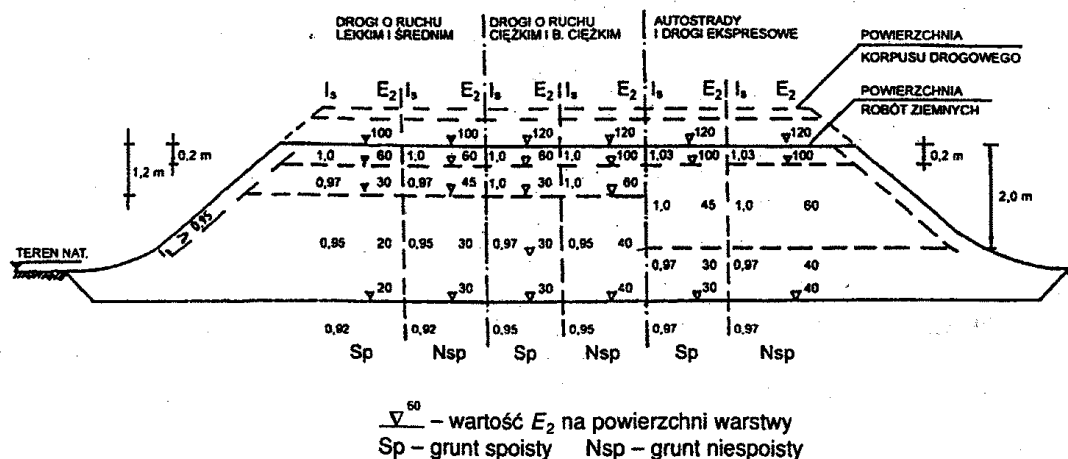 DROGI O RUCHU
LEKKIM I ŚREDNIM
DROGI O RUCHU
CIĘŻKIM I B. CIĘŻKIM
AUTOSTRADY
I DROGI EKSPRESOWE
POWIERZCHNIA
KORPUSU DROGOWEGO
Is E2 Is E2 Is E2 Is E2 Is E2 Is E2
POWIERZCHNIA
ROBÓT ZIEMNYCH
100 100 120 120 120 120
1,2 m 0,2 m 1,0 60 1,0 60 1,0 60 1,0 100 1,03 100 1,03 100 0,2 m
0,97 30 0,97 45 1,0 30 1,0 60
1,0 45 1,0 60 2,0 m
Is ≥ 0,95
0,95 20 0,95 30 0,97 30 0,95 40
TEREN NAT.
0,97 30 0,97 40
20 30 30 40 30 40
0,92 0,92 0,95 0,95 0,97 0,97
Sp Nsp Sp Nsp Sp Nsp
60 – wartość E2 na powierzchni warstwy
Sp – grunt spoisty Nsp – grunt niespoisty